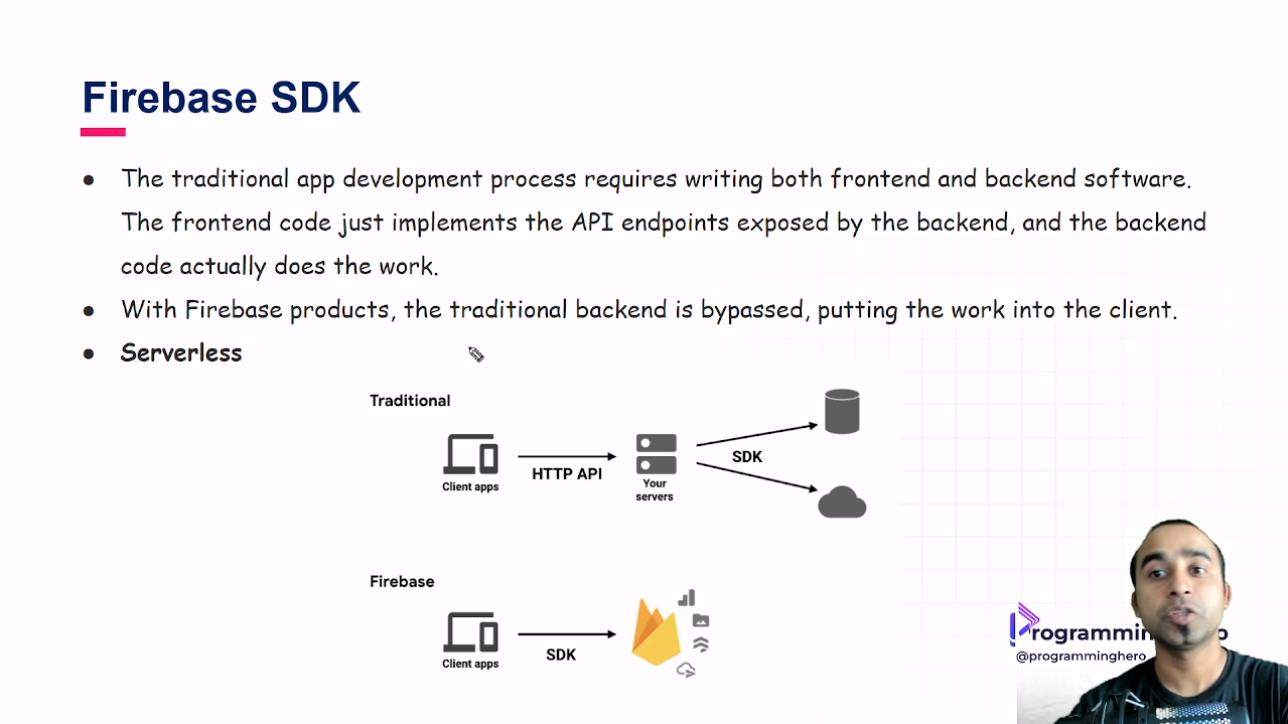 Firebase SDK
● The traditional app development process requires writing both frontend and backend software.
The frontend code just implements the API endpoints exposed by the backend, and the backend
code actually does the work.
● With Firebase products, the traditional backend is bypassed, putting the work into the client.
● Serverless
Traditional
Client apps
HTTP API
Your
servers
SDK
Firebase
Client apps
SDK
@programminghero